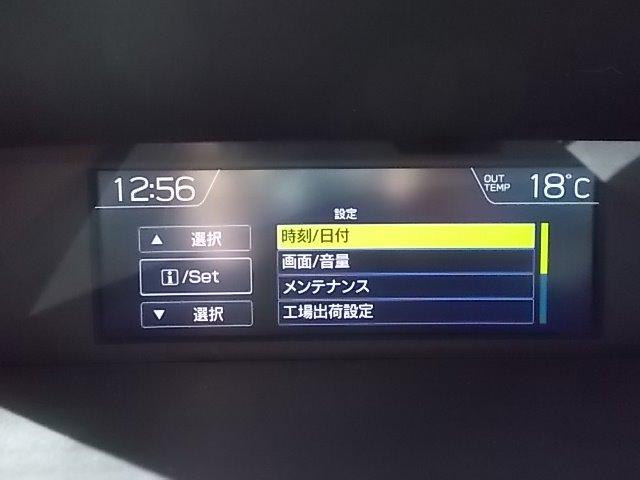 12:56
OUT
TEMP
18°C
設定
▲ 選択
i/Set
▼ 選択
時刻/日付
画面/音量
メンテナンス
工場出荷設定